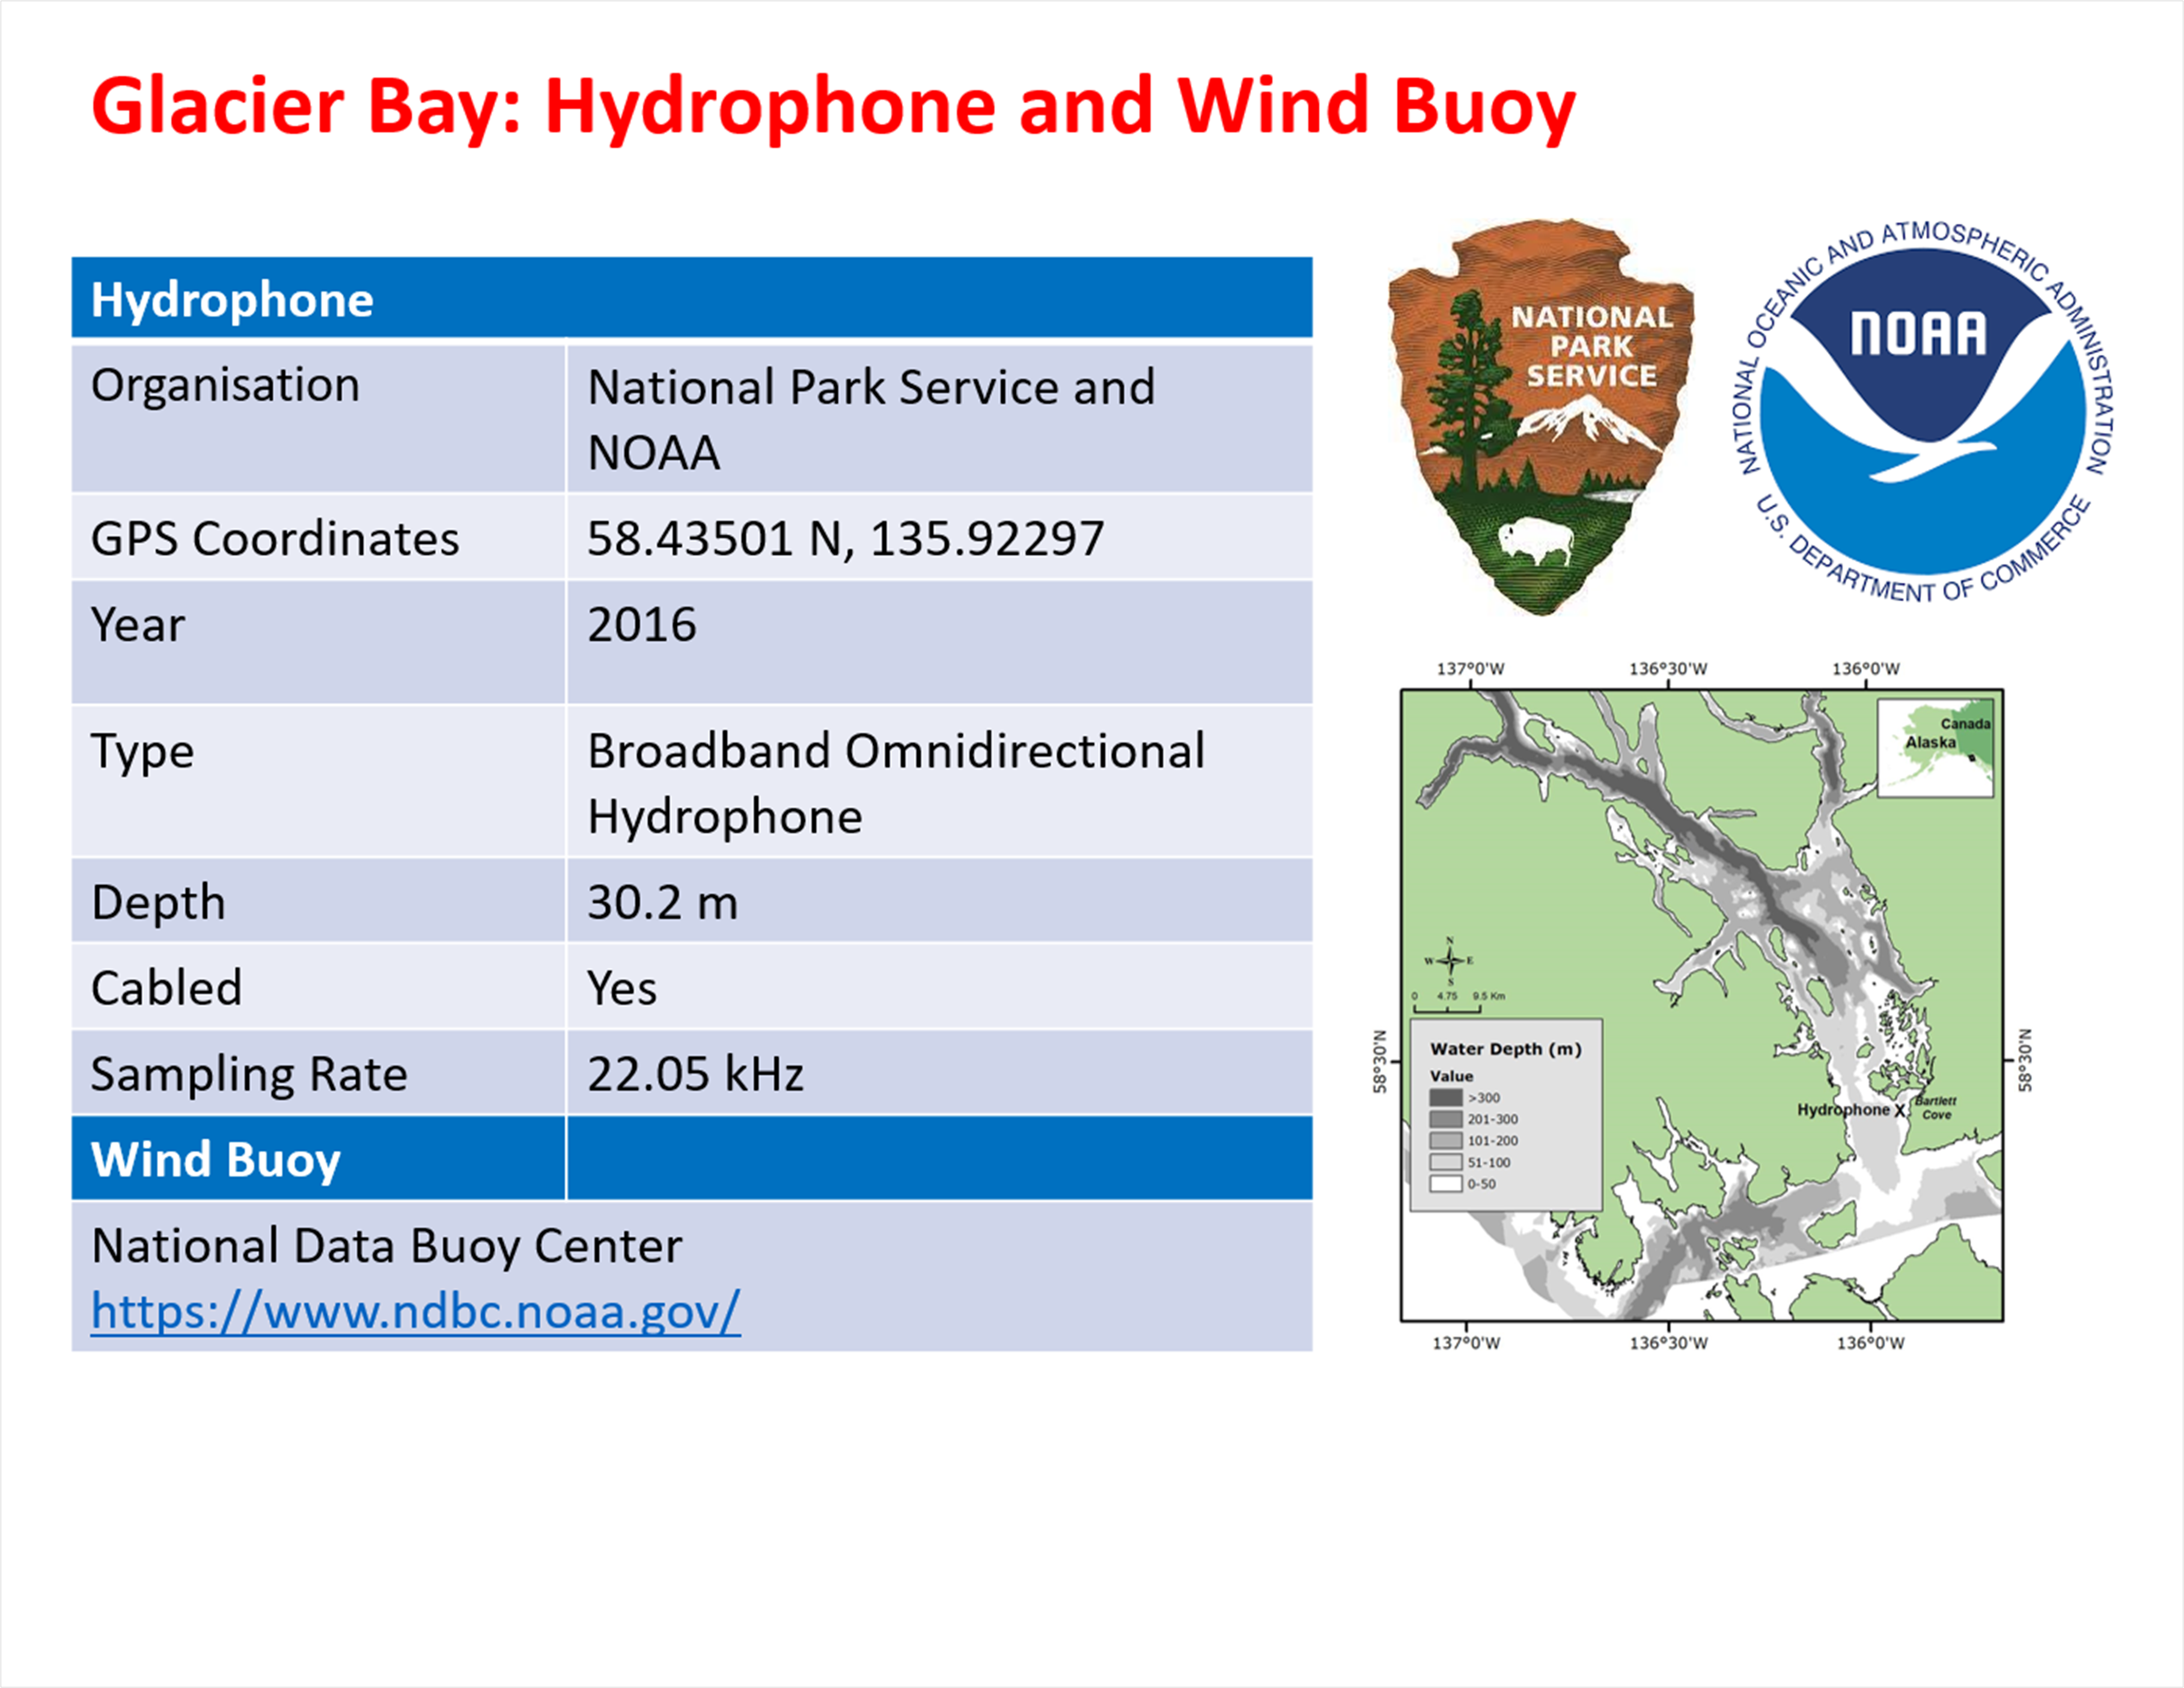 Glacier Bay: Hydrophone and Wind Buoy
Hydrophone
Organisation
National Park Service and
NOAA
GPS Coordinates
58.43501 N, 135.92297
Year
2016
Type
Broadband Omnidirectional
Hydrophone
Depth
30.2 m
Cabled
Yes
Sampling Rate
22.05 kHz
Wind Buoy
National Data Buoy Center
https://www.ndbc.noaa.gov/
NATIONAL
PARK
SERVICE
NATIONAL OCEANIC AND ATMOSPHERIC ADMINISTRATION
NOAA
U.S. DEPARTMENT OF COMMERCE
137°0'W 136°30'W 136°0'W
Canada
Alaska
N
W E
S
0 4.75 9.5 Km
58°30'N
58°30'N
Water Depth (m)
Value
>300
201-300
101-200
51-100
0-50
Hydrophone X
Bartlett
Cove
137°0'W 136°30'W 136°0'W